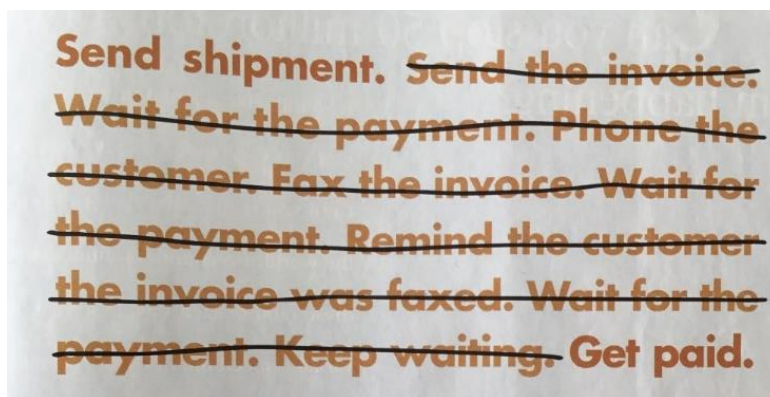 Send shipment. Send the invoice.
Wait for the payment. Phone the
customer. Fax the invoice. Wait for
the payment. Remind the customer
the invoice was faxed. Wait for the
payment. Keep waiting. Get paid.